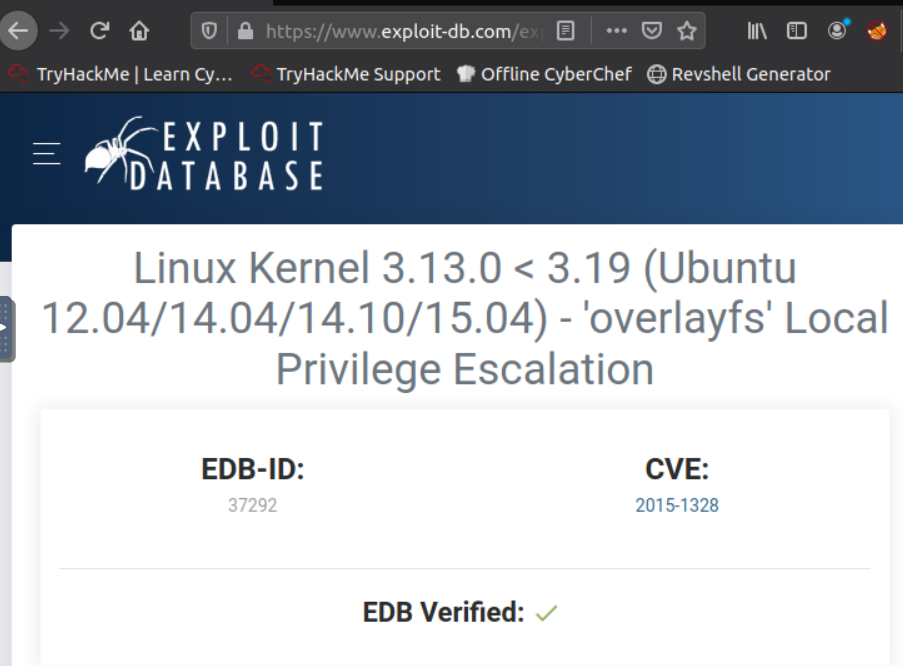 https://www.exploit-db.com/ex
TryHackMe | Learn Cy... TryHackMe Support Offline CyberChef Revshell Generator
EXPLOIT
DATABASE
Linux Kernel 3.13.0 < 3.19 (Ubuntu
12.04/14.04/14.10/15.04) - 'overlayfs' Local
Privilege Escalation
EDB-ID: CVE:
37292 2015-1328
EDB Verified: